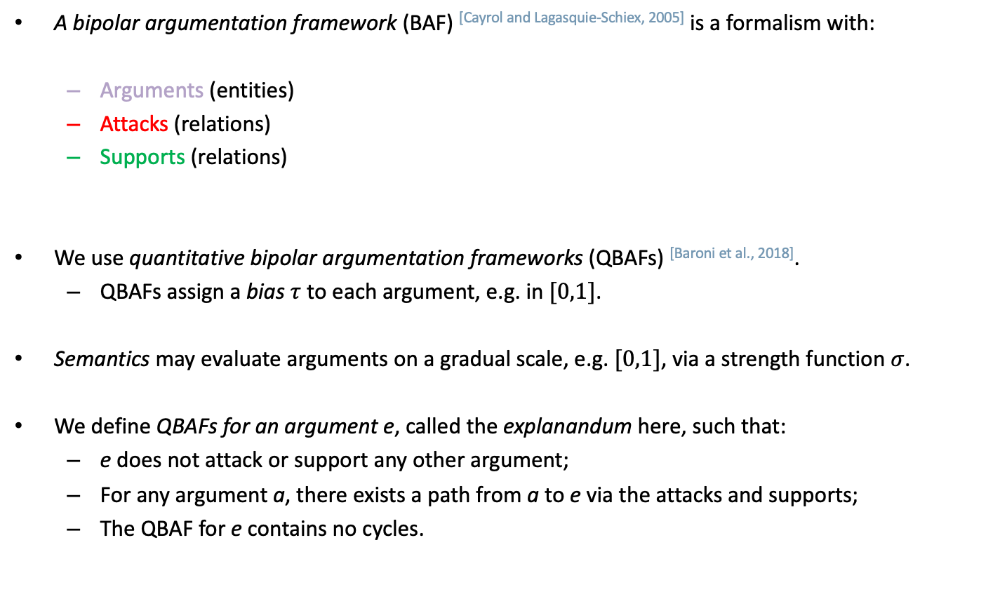 • A bipolar argumentation framework (BAF) [Cayrol and Lagasquie-Schiex, 2005] is a formalism with:
– Arguments (entities)
– Attacks (relations)
– Supports (relations)
• We use quantitative bipolar argumentation frameworks (QBAFs) [Baroni et al., 2018].
– QBAFs assign a bias τ to each argument, e.g. in [0,1].
• Semantics may evaluate arguments on a gradual scale, e.g. [0,1], via a strength function σ.
• We define QBAFs for an argument e, called the explanandum here, such that:
– e does not attack or support any other argument;
– For any argument a, there exists a path from a to e via the attacks and supports;
– The QBAF for e contains no cycles.